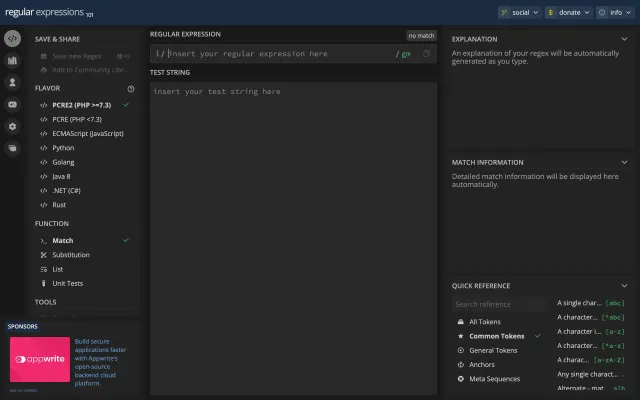 regular expressions 101
social
donate
info
SAVE & SHARE
Save new Regex ⌘+S
Add to Community Libr...
FLAVOR
PCRE2 (PHP >=7.3)
PCRE (PHP <7.3)
ECMAScript (JavaScript)
Python
Golang
Java 8
.NET (C#)
Rust
FUNCTION
Match
Substitution
List
Unit Tests
TOOLS
SPONSORS
appwrite
Build secure
applications faster
with Appwrite's
open-source
backend cloud
platform.
REGULAR EXPRESSION
no match
/ insert your regular expression here / gm
TEST STRING
insert your test string here
EXPLANATION
An explanation of your regex will be automatically
generated as you type.
MATCH INFORMATION
Detailed match information will be displayed here
automatically.
QUICK REFERENCE
Search reference
All Tokens
Common Tokens
General Tokens
Anchors
Meta Sequences
A single char... [abc]
A character... [^abc]
A character i... [a-z]
A character... [^a-z]
A charac... [a-zA-Z]
Any single charact... .
Alternate - mat... a|b